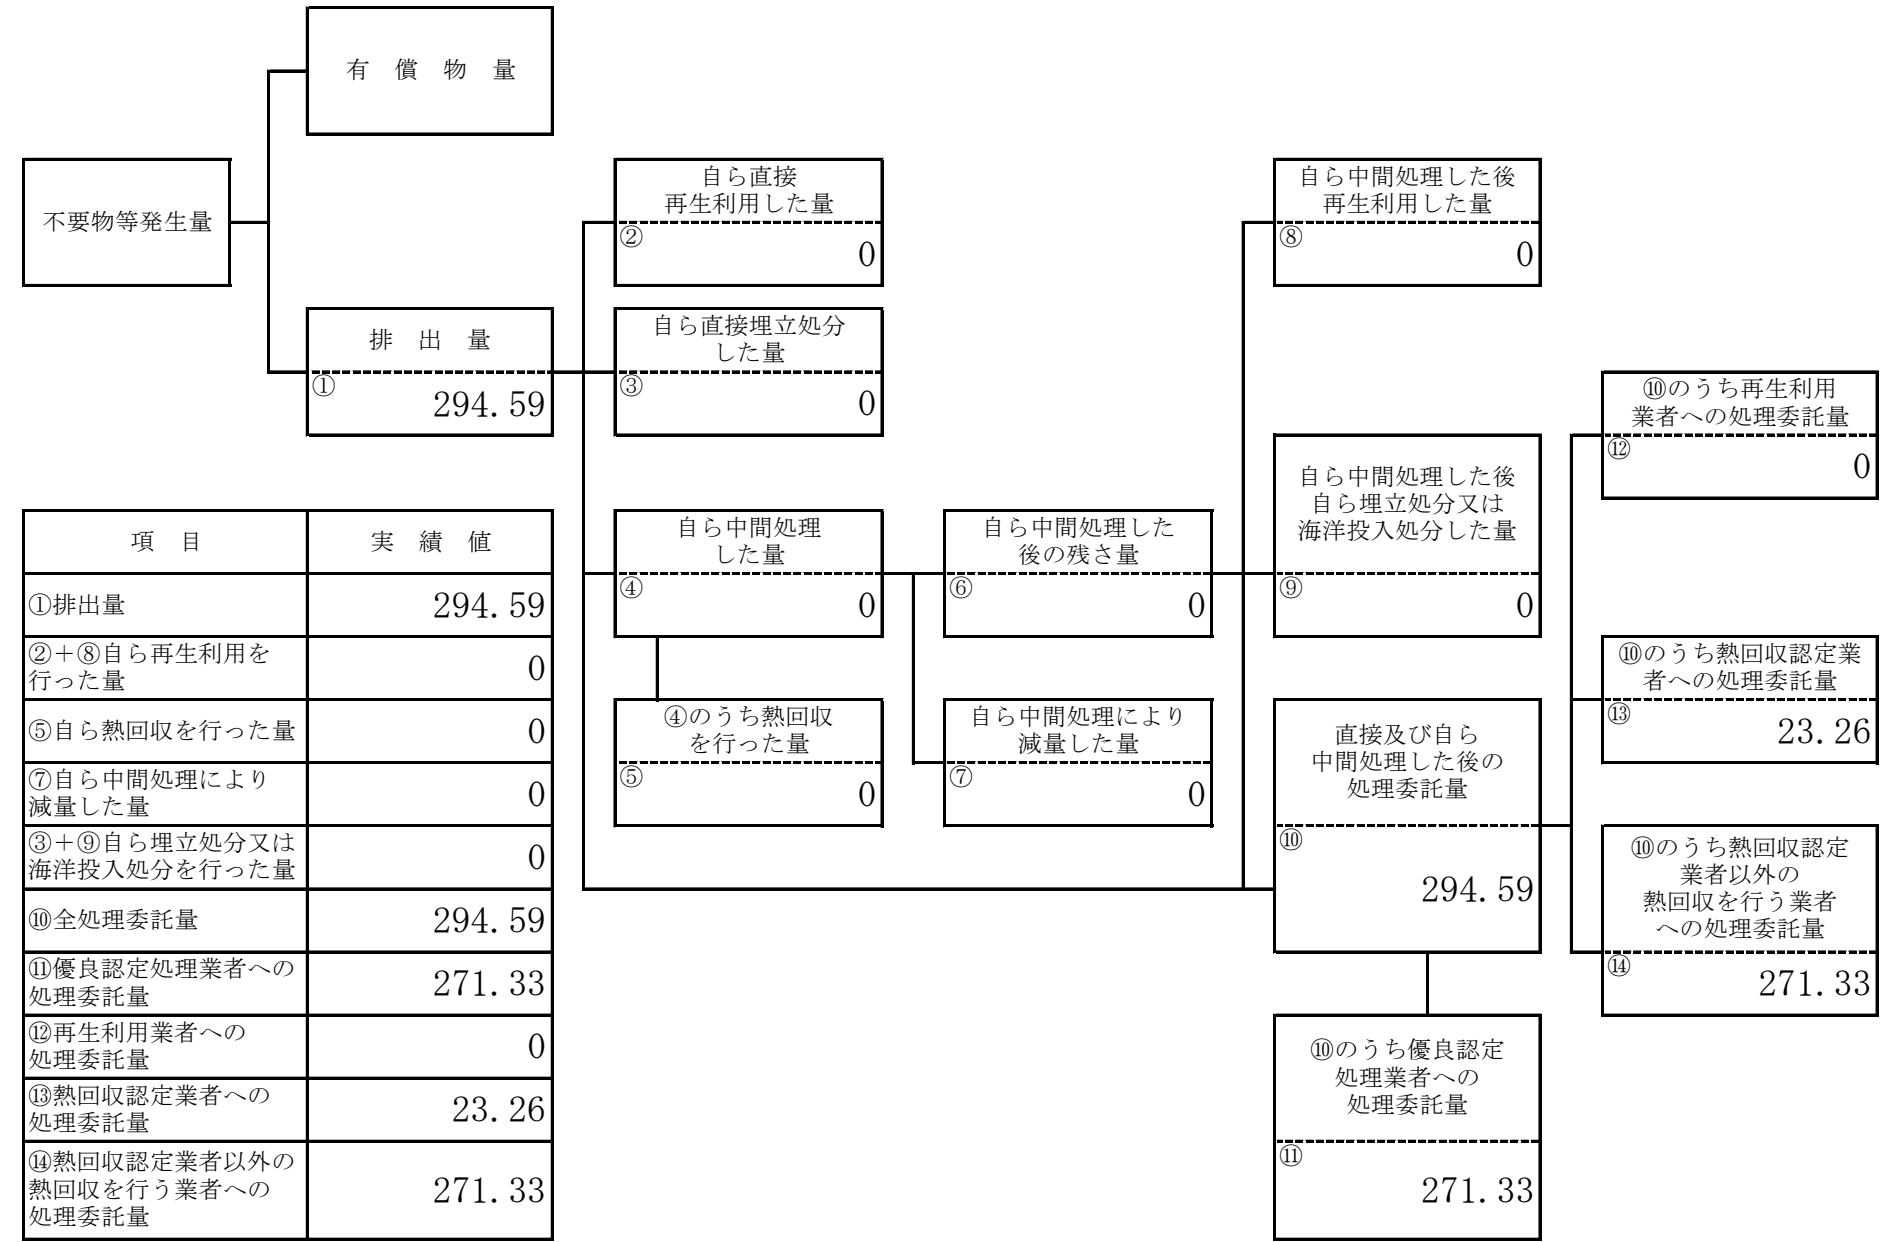 有　償　物　量
不要物等発生量
排　出　量
①
294.59
自ら直接
再生利用した量
②
0
自ら直接埋立処分
した量
③
0
自ら中間処理
した量
④
0
④のうち熱回収
を行った量
⑤
0
自ら中間処理した
後の残さ量
⑥
0
自ら中間処理により
減量した量
⑦
0
自ら中間処理した後
再生利用した量
⑧
0
自ら中間処理した後
自ら埋立処分又は
海洋投入処分した量
⑨
0
直接及び自ら
中間処理した後の
処理委託量
⑩
294.59
⑩のうち優良認定
処理業者への
処理委託量
⑪
271.33
⑩のうち再生利用
業者への処理委託量
⑫
0
⑩のうち熱回収認定業
者への処理委託量
⑬
23.26
⑩のうち熱回収認定
業者以外の
熱回収を行う業者
への処理委託量
⑭
271.33
項　目　実　績　値
①排出量　294.59
②＋⑧自ら再生利用を
行った量　0
⑤自ら熱回収を行った量　0
⑦自ら中間処理により
減量した量　0
③＋⑨自ら埋立処分又は
海洋投入処分を行った量　0
⑩全処理委託量　294.59
⑪優良認定処理業者への
処理委託量　271.33
⑫再生利用業者への
処理委託量　0
⑬熱回収認定業者への
処理委託量　23.26
⑭熱回収認定業者以外の
熱回収を行う業者への
処理委託量　271.33